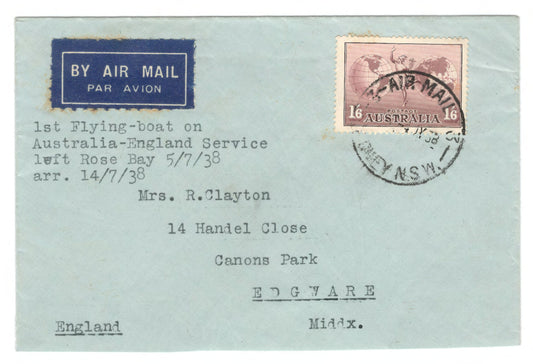 BY AIR MAIL
PAR AVION
1/6 POSTAGE 1/6
AUSTRALIA
AIR MAIL
SYDNEY N.S.W
1st Flying-boat on
Australia-England Service
left Rose Bay 5/7/38
arr. 14/7/38
Mrs. R.Clayton
14 Handel Close
Canons Park
EDGWARE
England
Middx.